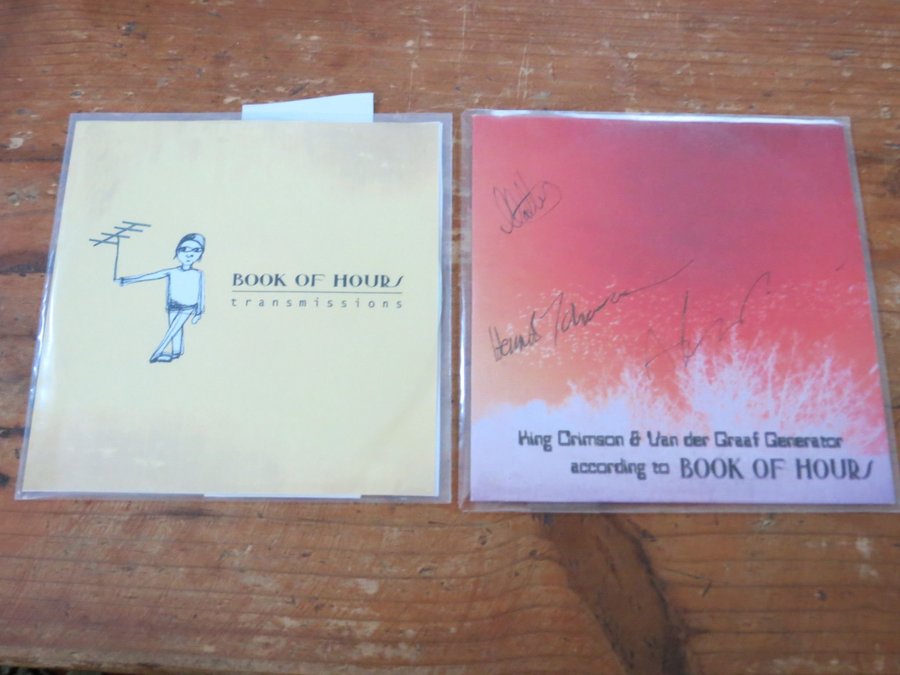 BOOK OF HOURS
transmissions
King Crimson & Van der Graaf Generator
according to BOOK OF HOURS